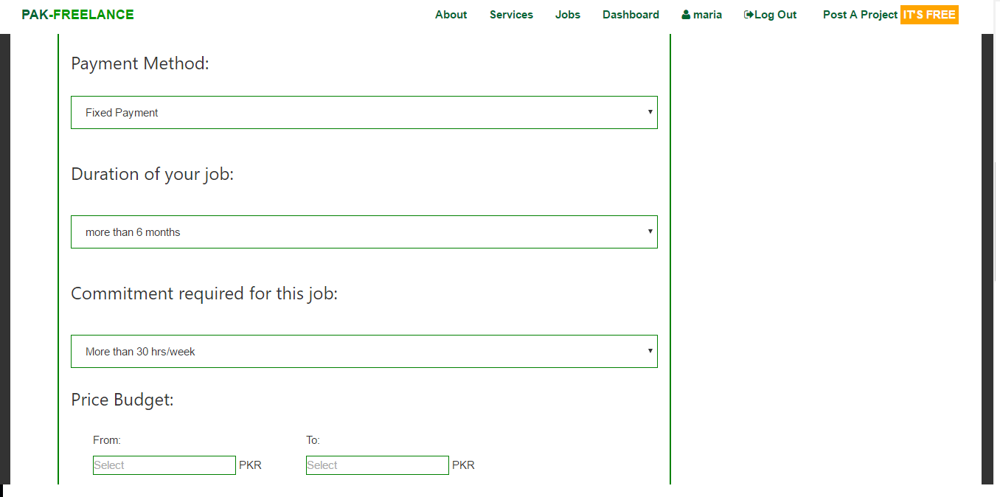 PAK-FREELANCE About Services Jobs Dashboard maria Log Out Post A Project IT'S FREE
Payment Method:
Fixed Payment
Duration of your job:
more than 6 months
Commitment required for this job:
More than 30 hrs/week
Price Budget:
From: To:
Select PKR Select PKR